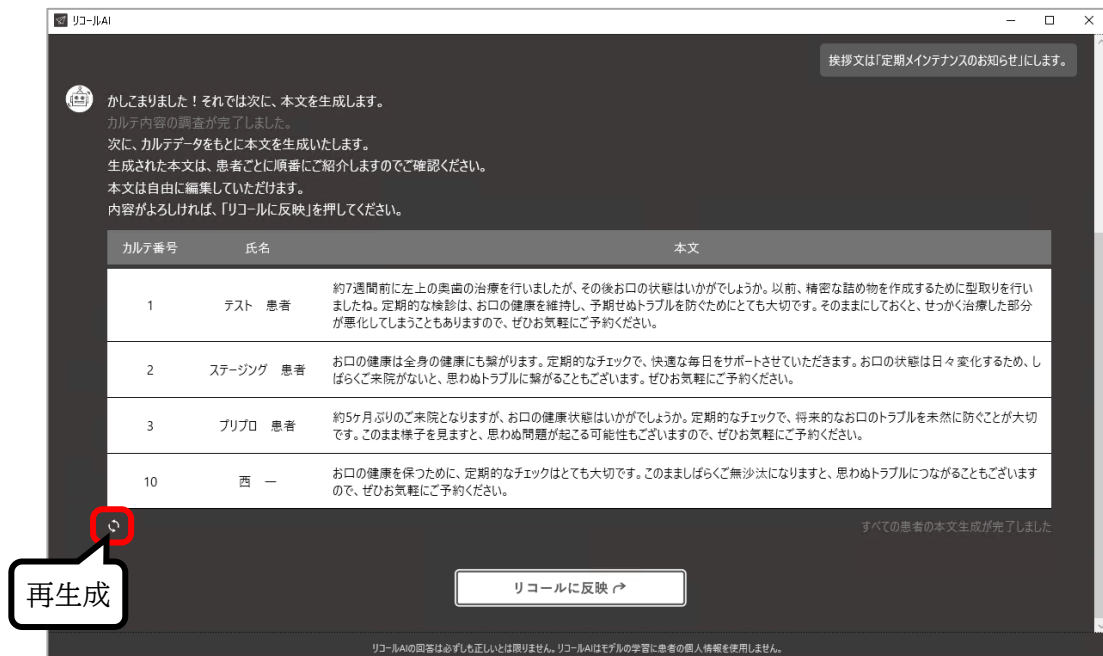 リコールAI
挨拶文は「定期メインテナンスのお知らせ」にします。
かしこまりました！それでは次に、本文を生成します。
カルテ内容の調査が完了しました。
次に、カルテデータをもとに本文を生成いたします。
生成された本文は、患者ごとに順番にご紹介しますのでご確認ください。
本文は自由に編集していただけます。
内容がよろしければ、「リコールに反映」を押してください。
カルテ番号 氏名 本文
1 テスト 患者 約7週間前に左上の奥歯の治療を行いましたが、その後お口の状態はいかがでしょうか。以前、精密な詰め物を作成するために型取りを行い
ましたね。定期的な検診は、お口の健康を維持し、予期せぬトラブルを防ぐためにとても大切です。そのままにしておくと、せっかく治療した部分
が悪化してしまうこともありますので、ぜひお気軽にご予約ください。
2 ステージング 患者 お口の健康は全身の健康にも繋がります。定期的なチェックで、快適な毎日をサポートさせていただきます。お口の状態は日々変化するため、し
ばらくご来院がないと、思わぬトラブルに繋がることもございます。ぜひお気軽にご予約ください。
3 プリプロ 患者 約5ヶ月ぶりのご来院となりますが、お口の健康状態はいかがでしょうか。定期的なチェックで、将来的なお口のトラブルを未然に防ぐことが大切
です。このまま様子を見ますと、思わぬ問題が起こる可能性もございますので、ぜひお気軽にご予約ください。
10 西 一 お口の健康を保つために、定期的なチェックはとても大切です。このまましばらくご無沙汰になりますと、思わぬトラブルにつながることもございます
ので、ぜひお気軽にご予約ください。
すべての患者の本文生成が完了しました
再生成
リコールに反映
リコールAIの回答は必ずしも正しいとは限りません。リコールAIはモデルの学習に患者の個人情報を使用しません。